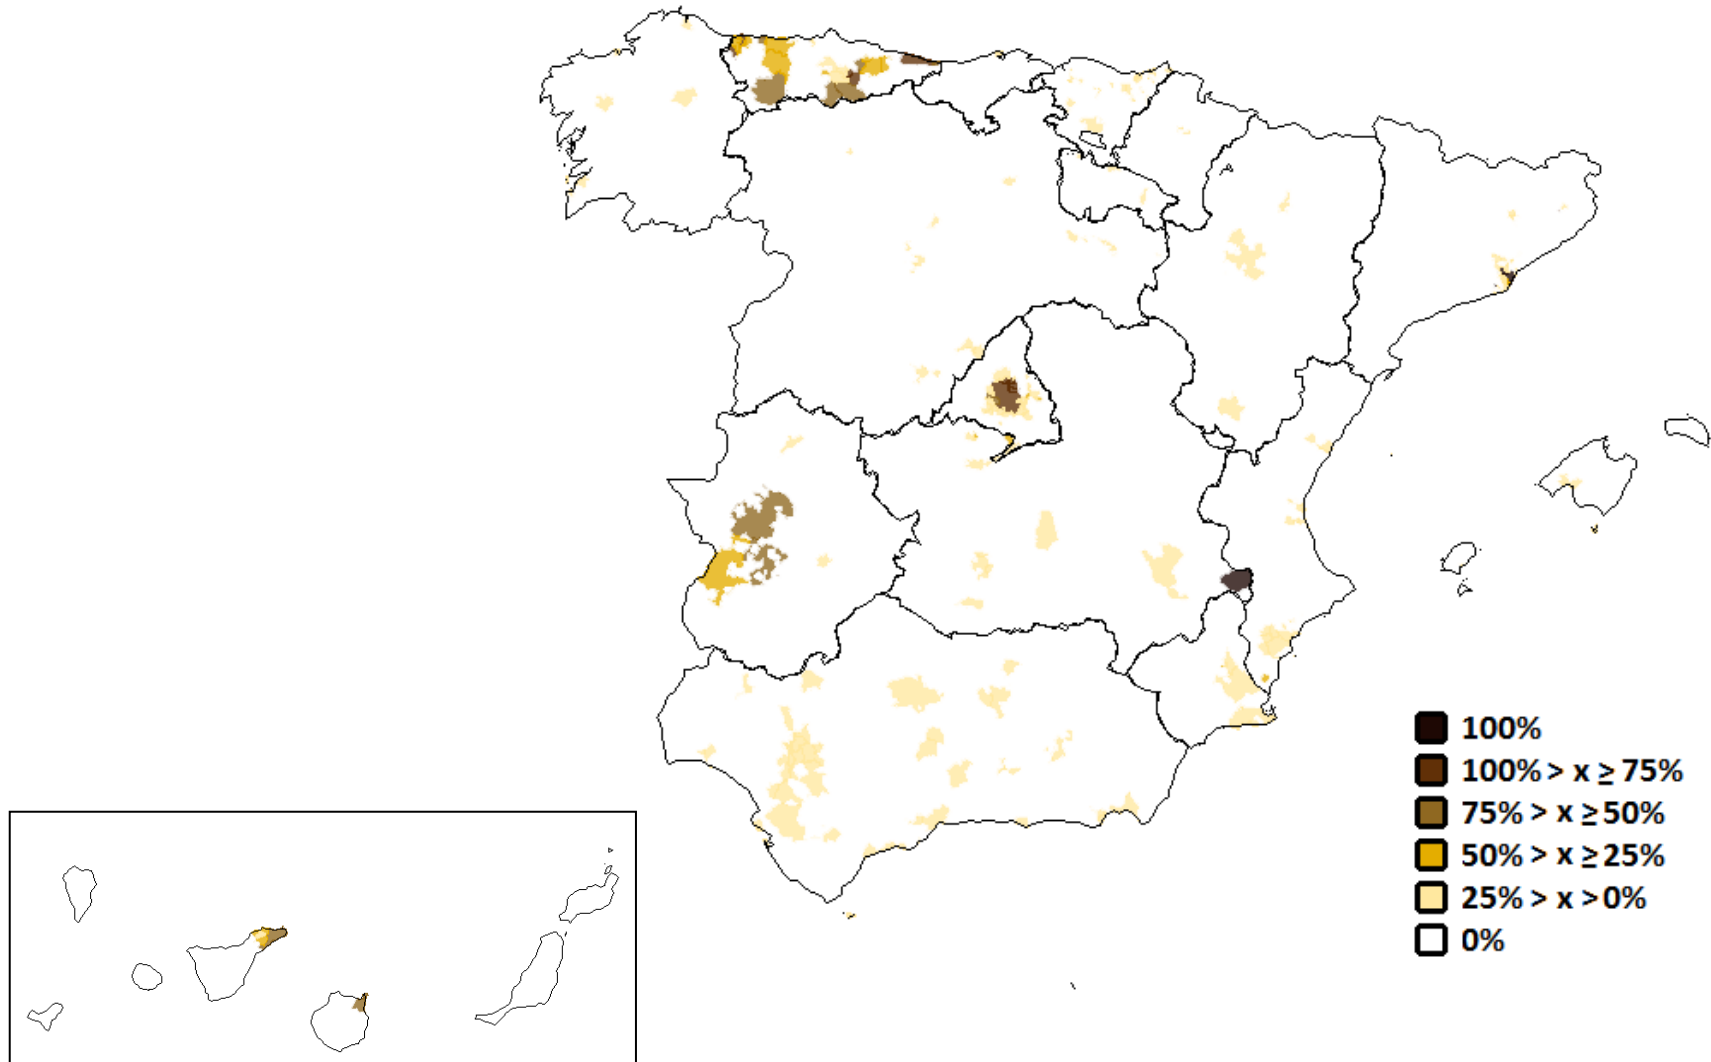 100%
100% > x ≥ 75%
75% > x ≥ 50%
50% > x ≥ 25%
25% > x > 0%
0%